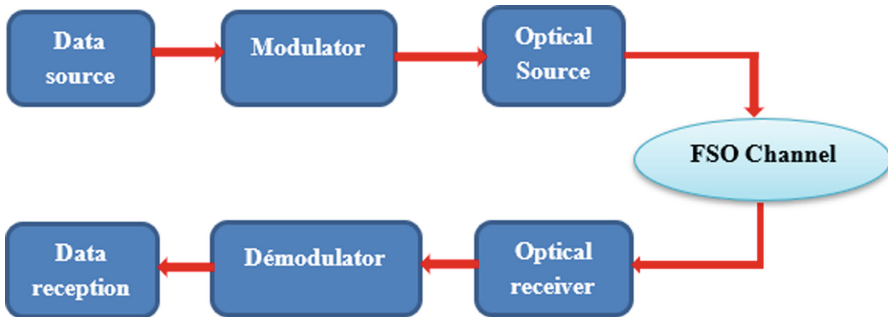 Data
source
Modulator
Optical
Source
FSO Channel
Data
reception
Démodulator
Optical
receiver